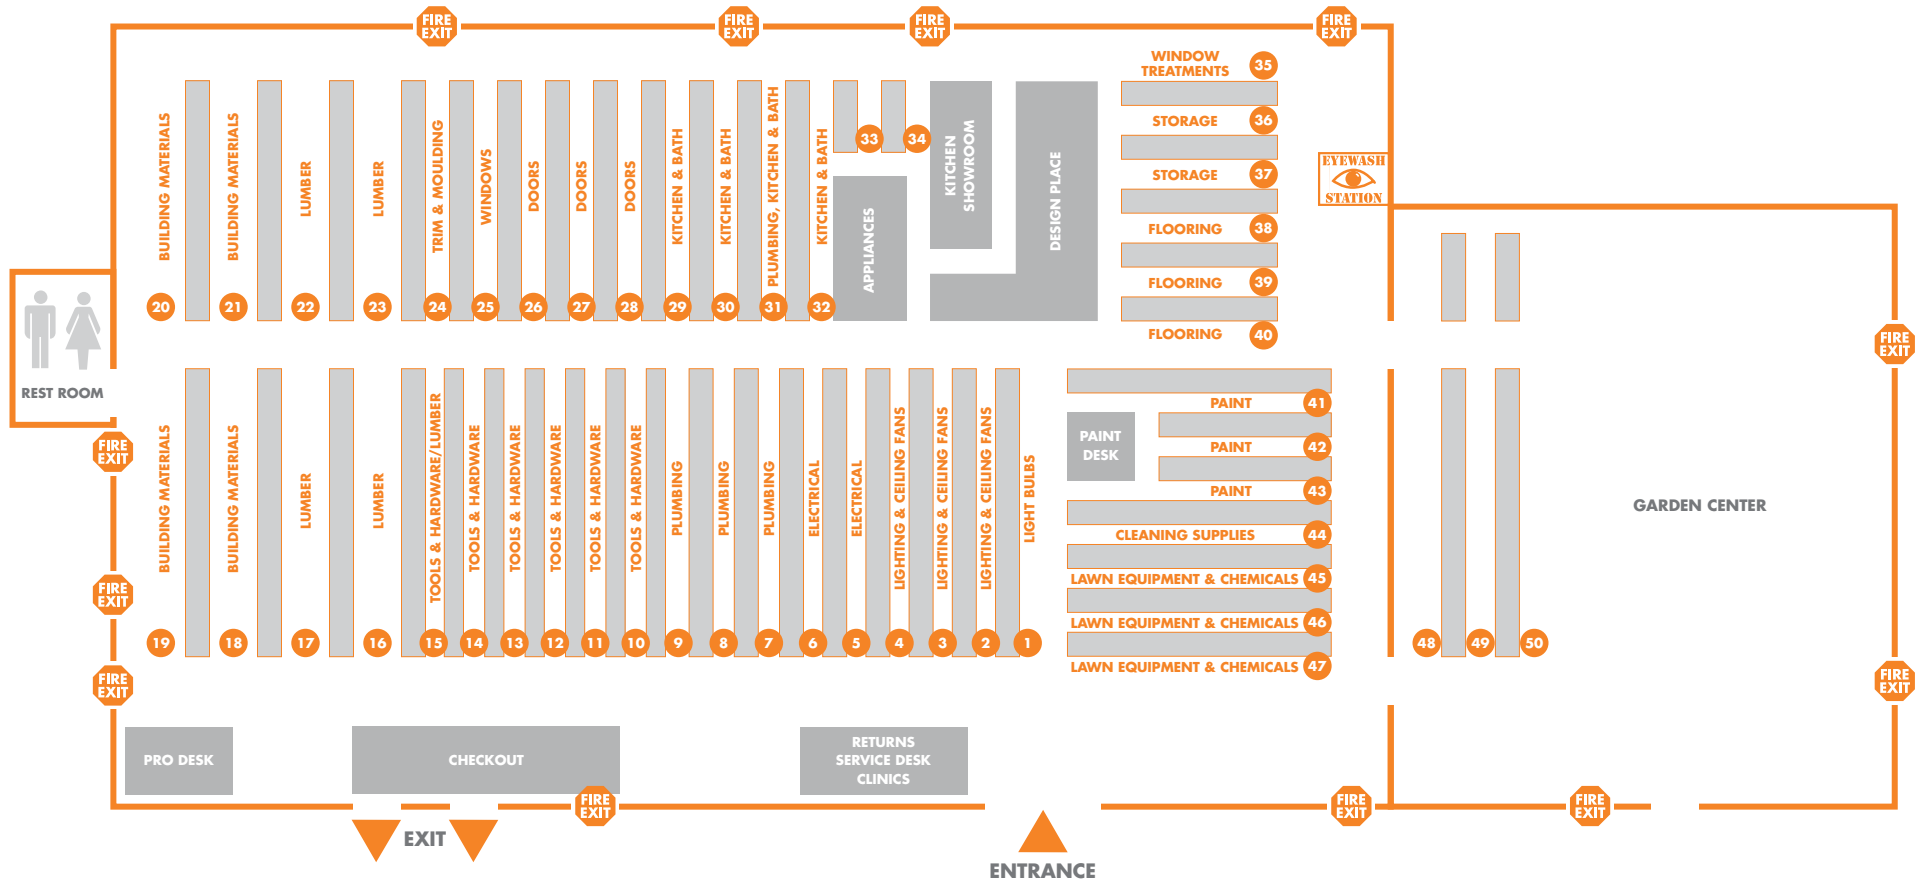 FIRE
EXIT
FIRE
EXIT
FIRE
EXIT
FIRE
EXIT
WINDOW
TREATMENTS
35
STORAGE
36
STORAGE
37
FLOORING
38
FLOORING
39
FLOORING
40
EYEWASH
STATION
BUILDING MATERIALS
20
BUILDING MATERIALS
21
LUMBER
22
LUMBER
23
TRIM & MOULDING
24
WINDOWS
25
DOORS
26
DOORS
27
DOORS
28
KITCHEN & BATH
29
KITCHEN & BATH
30
PLUMBING, KITCHEN & BATH
31
KITCHEN & BATH
32
33
34
APPLIANCES
KITCHEN
SHOWROOM
DESIGN PLACE
REST ROOM
FIRE
EXIT
FIRE
EXIT
FIRE
EXIT
FIRE
EXIT
BUILDING MATERIALS
19
BUILDING MATERIALS
18
LUMBER
17
LUMBER
16
TOOLS & HARDWARE/LUMBER
15
TOOLS & HARDWARE
14
TOOLS & HARDWARE
13
TOOLS & HARDWARE
12
TOOLS & HARDWARE
11
TOOLS & HARDWARE
10
PLUMBING
9
PLUMBING
8
PLUMBING
7
ELECTRICAL
6
ELECTRICAL
5
LIGHTING & CEILING FANS
4
LIGHTING & CEILING FANS
3
LIGHTING & CEILING FANS
2
LIGHT BULBS
1
PAINT
DESK
PAINT
41
PAINT
42
PAINT
43
CLEANING SUPPLIES
44
LAWN EQUIPMENT & CHEMICALS
45
LAWN EQUIPMENT & CHEMICALS
46
LAWN EQUIPMENT & CHEMICALS
47
48
49
50
GARDEN CENTER
FIRE
EXIT
PRO DESK
CHECKOUT
RETURNS
SERVICE DESK
CLINICS
FIRE
EXIT
FIRE
EXIT
FIRE
EXIT
EXIT
ENTRANCE